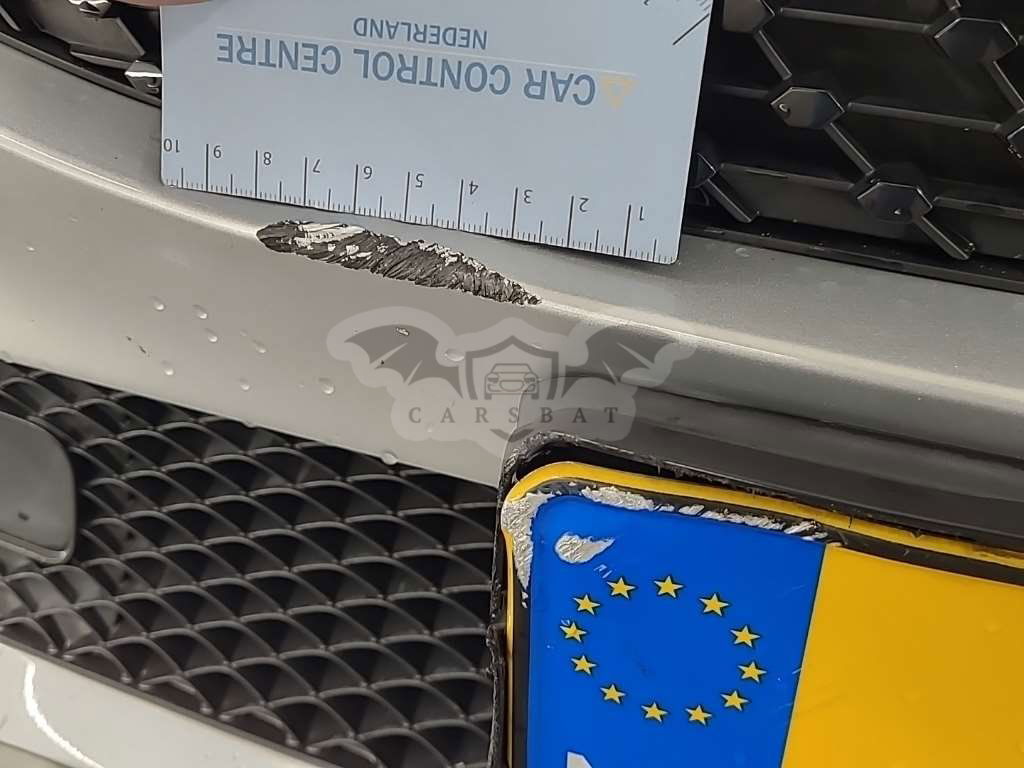 NEDERLAND
CAR CONTROL CENTRE
10 9 8 7 6 5 4 3 2 1
CARSBAT